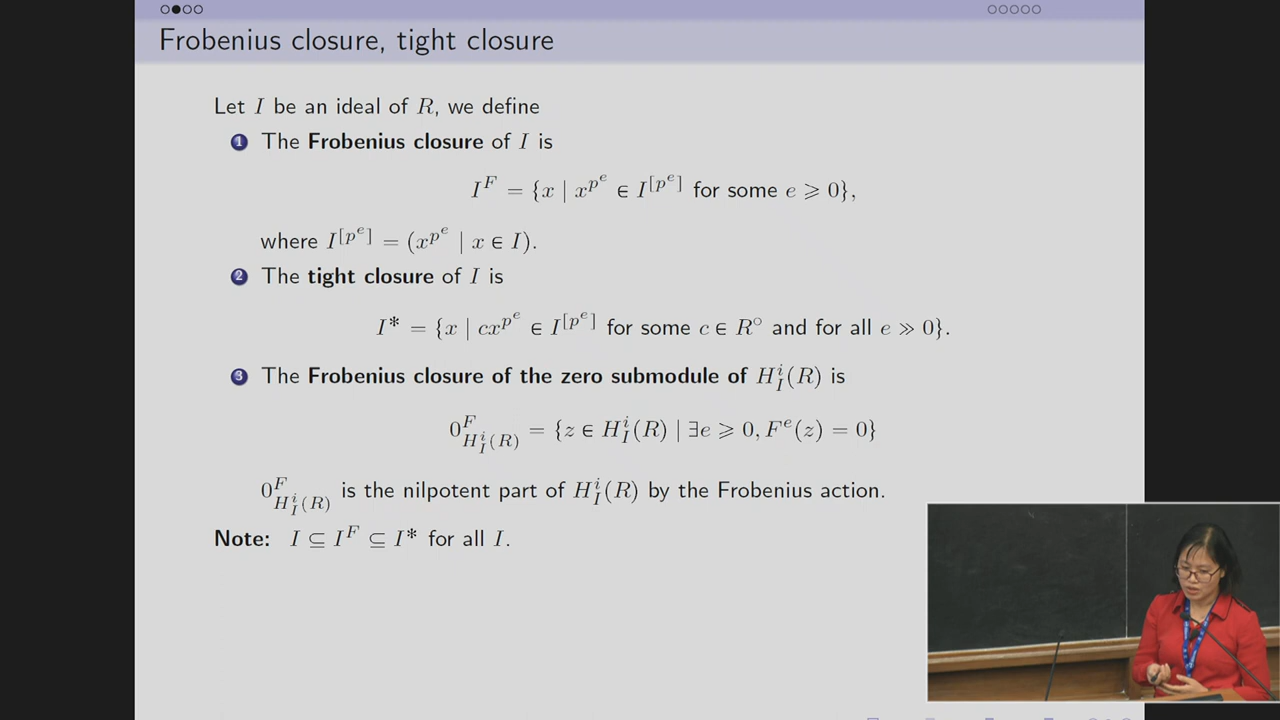 Frobenius closure, tight closure
Let I be an ideal of R, we define
1 The Frobenius closure of I is
I^F = {x | x^{p^e} ∈ I^{[p^e]} for some e ⩾ 0},
where I^{[p^e]} = (x^{p^e} | x ∈ I).
2 The tight closure of I is
I* = {x | cx^{p^e} ∈ I^{[p^e]} for some c ∈ R° and for all e ≫ 0}.
3 The Frobenius closure of the zero submodule of H^i_I(R) is
0^F_{H^i_I(R)} = {z ∈ H^i_I(R) | ∃e ⩾ 0, F^e(z) = 0}
0^F_{H^i_I(R)} is the nilpotent part of H^i_I(R) by the Frobenius action.
Note: I ⊆ I^F ⊆ I* for all I.